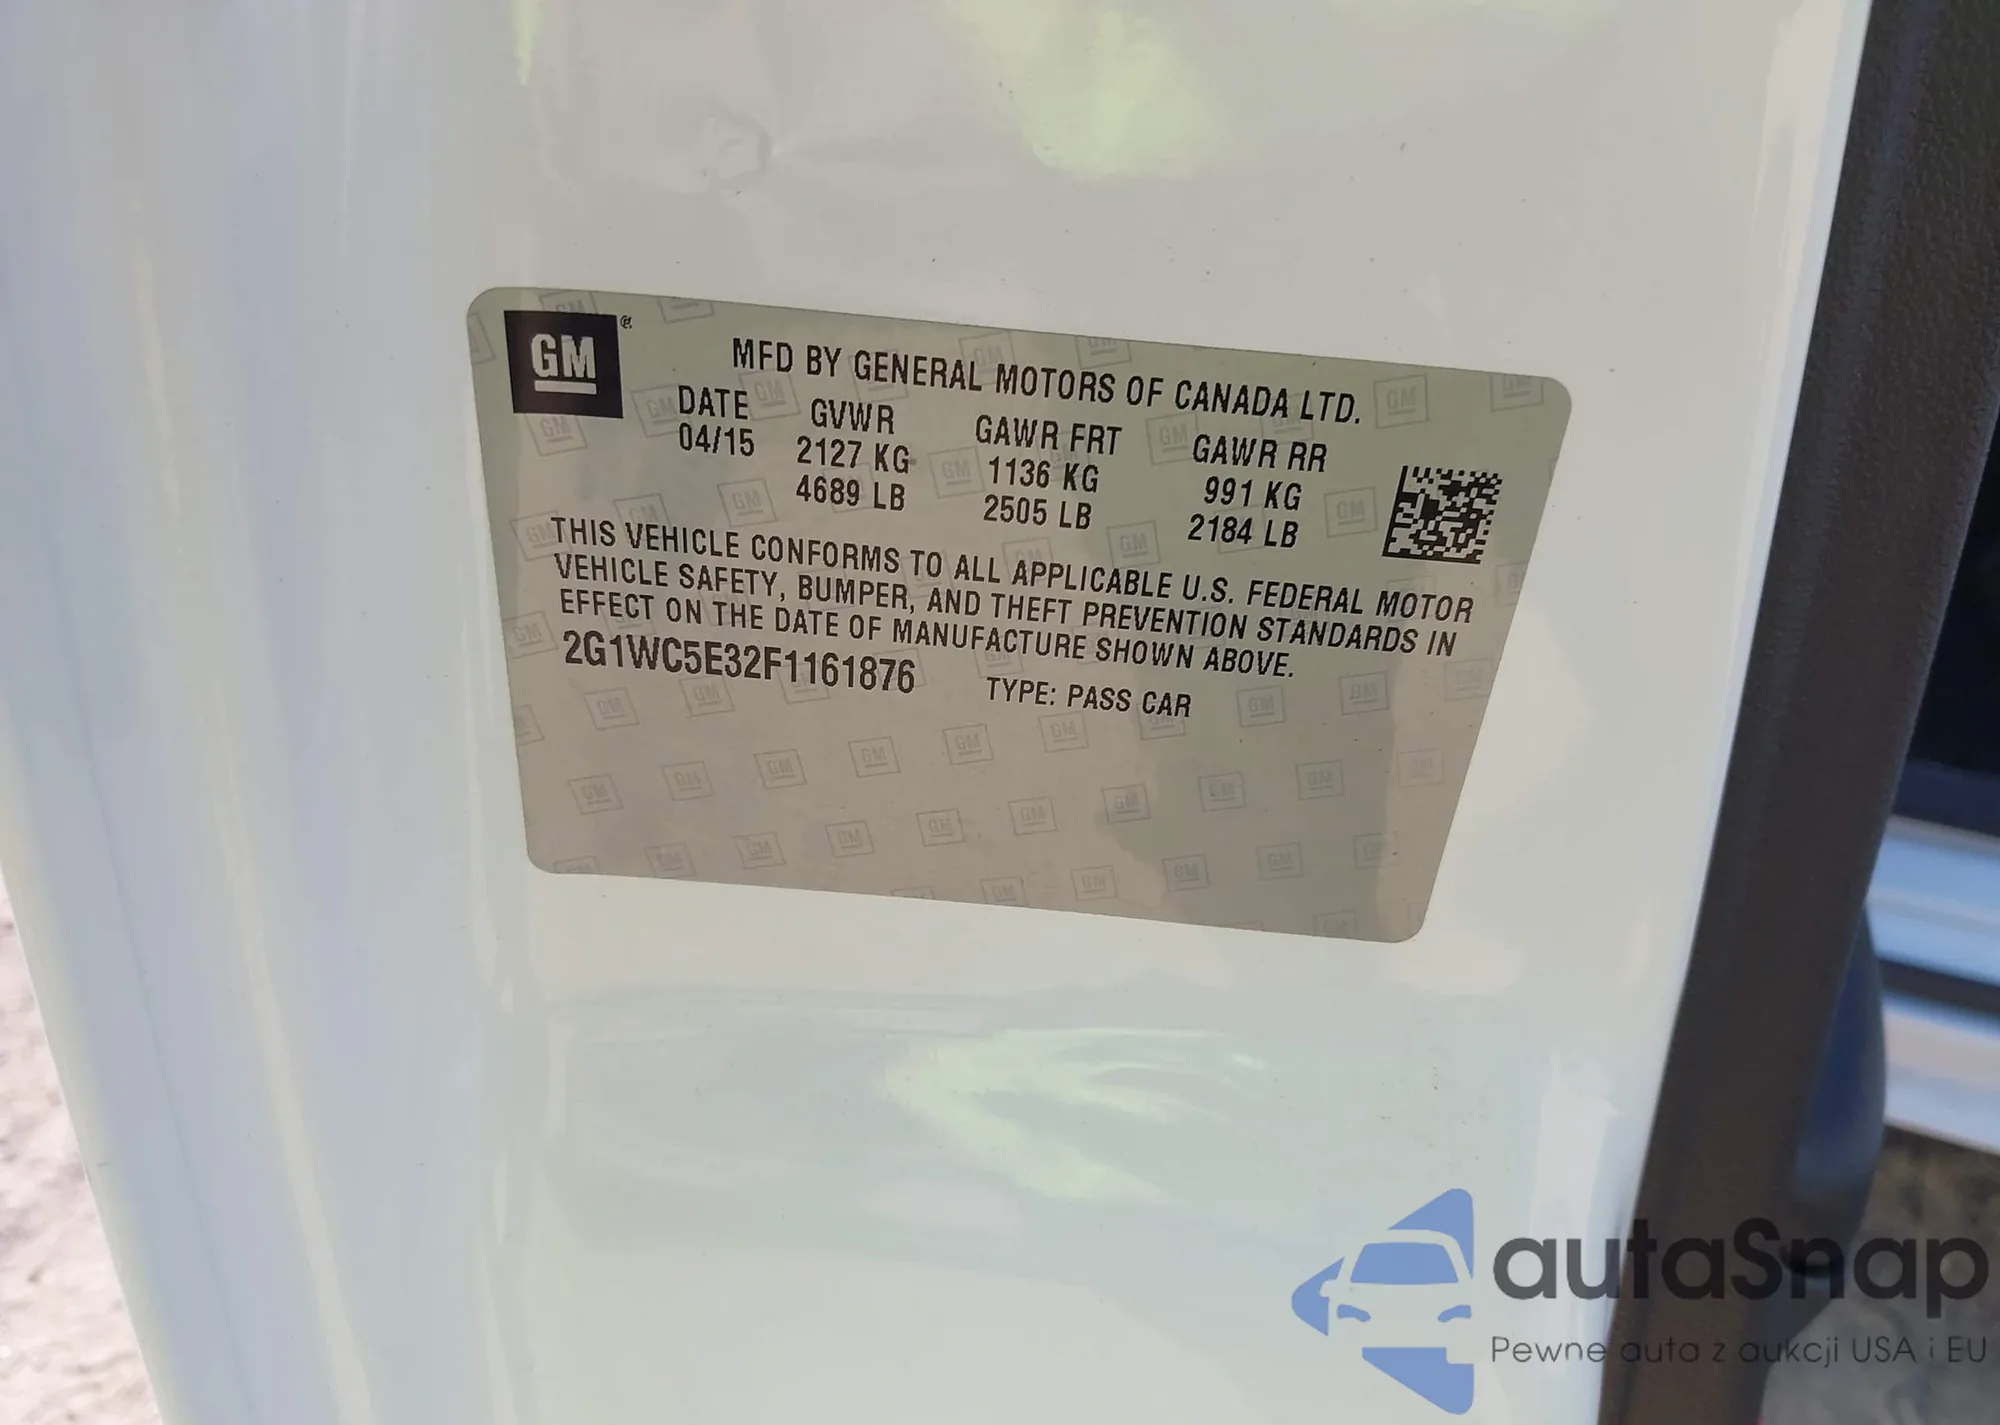 GM
MFD BY GENERAL MOTORS OF CANADA LTD.
DATE GVWR GAWR FRT GAWR RR
04/15 2127 KG 1136 KG 991 KG
4689 LB 2505 LB 2184 LB
THIS VEHICLE CONFORMS TO ALL APPLICABLE U.S. FEDERAL MOTOR
VEHICLE SAFETY, BUMPER, AND THEFT PREVENTION STANDARDS IN
EFFECT ON THE DATE OF MANUFACTURE SHOWN ABOVE.
2G1WC5E32F1161876 TYPE: PASS CAR
autaSnap
Pewne auta z aukcji USA i EU